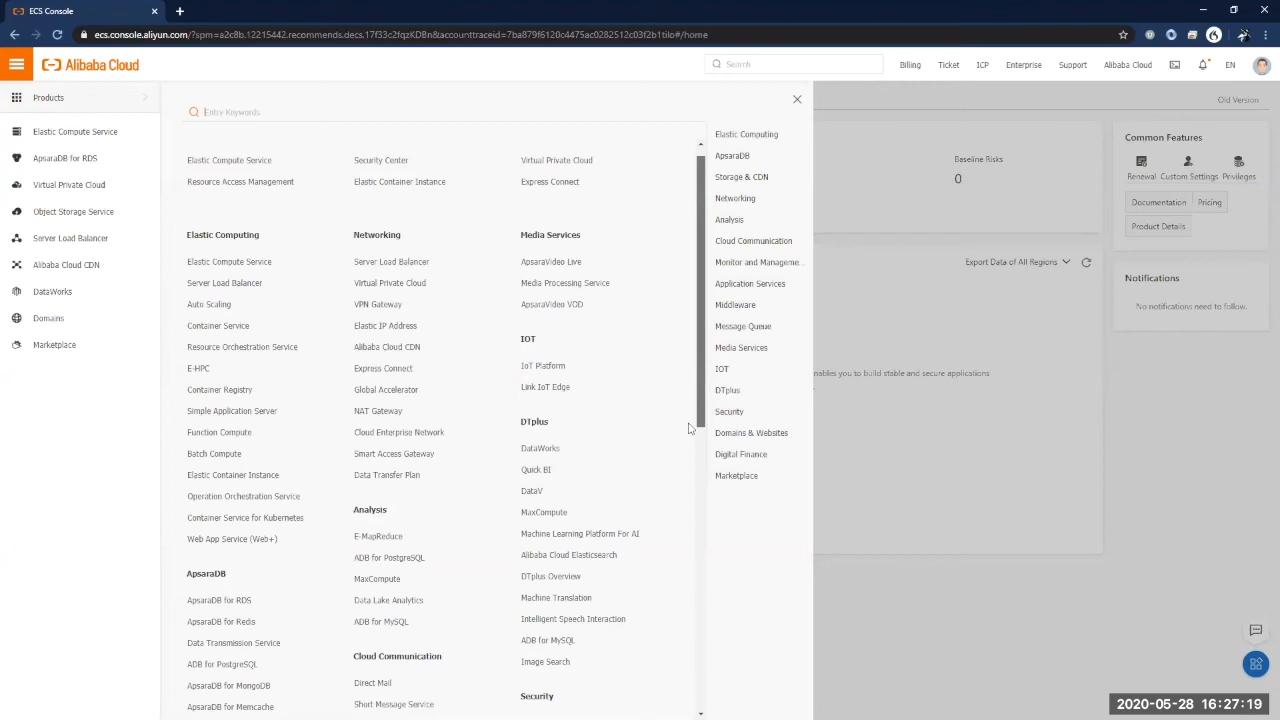 ECS Console
ecs.console.aliyun.com/?spm=a2c8b.12215442.recommends.decs.17f33c2fqzKDBn&accounttraceid=7ba879f6120c4475ac0282512c03f2b1tilo#/home
Alibaba Cloud
Search
Billing
Ticket
ICP
Enterprise
Support
Alibaba Cloud
EN
Products
Elastic Compute Service
ApsaraDB for RDS
Virtual Private Cloud
Object Storage Service
Server Load Balancer
Alibaba Cloud CDN
DataWorks
Domains
Marketplace
Entry Keywords
Elastic Compute Service
Security Center
Virtual Private Cloud
Resource Access Management
Elastic Container Instance
Express Connect
Elastic Computing
Elastic Compute Service
Server Load Balancer
Auto Scaling
Container Service
Resource Orchestration Service
E-HPC
Container Registry
Simple Application Server
Function Compute
Batch Compute
Elastic Container Instance
Operation Orchestration Service
Container Service for Kubernetes
Web App Service (Web+)
ApsaraDB
ApsaraDB for RDS
ApsaraDB for Redis
Data Transmission Service
ADB for PostgreSQL
ApsaraDB for MongoDB
ApsaraDB for Memcache
Networking
Server Load Balancer
Virtual Private Cloud
VPN Gateway
Elastic IP Address
Alibaba Cloud CDN
Express Connect
Global Accelerator
NAT Gateway
Cloud Enterprise Network
Smart Access Gateway
Data Transfer Plan
Analysis
E-MapReduce
ADB for PostgreSQL
MaxCompute
Data Lake Analytics
ADB for MySQL
Cloud Communication
Direct Mail
Short Message Service
Media Services
ApsaraVideo Live
Media Processing Service
ApsaraVideo VOD
IOT
IoT Platform
Link IoT Edge
DTplus
DataWorks
Quick BI
DataV
MaxCompute
Machine Learning Platform For AI
Alibaba Cloud Elasticsearch
DTplus Overview
Machine Translation
Intelligent Speech Interaction
ADB for MySQL
Image Search
Security
Elastic Computing
ApsaraDB
Storage & CDN
Networking
Analysis
Cloud Communication
Monitor and Manageme...
Application Services
Middleware
Message Queue
Media Services
IOT
DTplus
Security
Domains & Websites
Digital Finance
Marketplace
Old Version
Baseline Risks
0
Export Data of All Regions
nables you to build stable and secure applications
Common Features
Renewal
Custom Settings
Privileges
Documentation
Pricing
Product Details
Notifications
No notifications need to follow.
2020-05-28 16:27:19